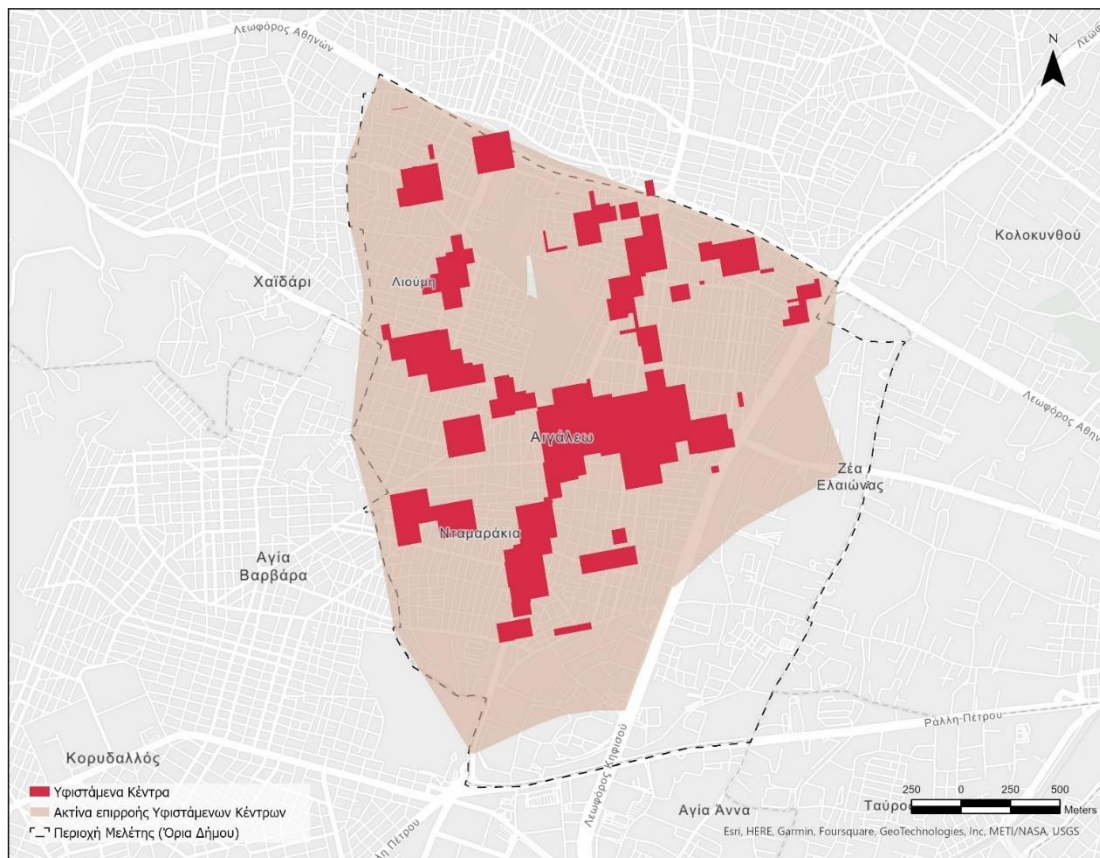 Λεωφόρος Αθηνών
N
Κολοκυνθού
Χαϊδάρι
Λιούμη
Λεωφόρος Αθηνών
Αιγάλεω
Ζέα
Ελαιώνας
Νταμαράκια
Αγία
Βαρβάρα
Ράλλη Πέτρου
Λεωφόρος Κηφισού
Κορυδαλλός
Αγία Άννα
Ταύρος
Υφιστάμενα Κέντρα
Ακτίνα επιρροής Υφιστάμενων Κέντρων
Περιοχή Μελέτης (Όρια Δήμου)
250 0 250 500
Meters
Esri, HERE, Garmin, Foursquare, GeoTechnologies, Inc, METI/NASA, USGS